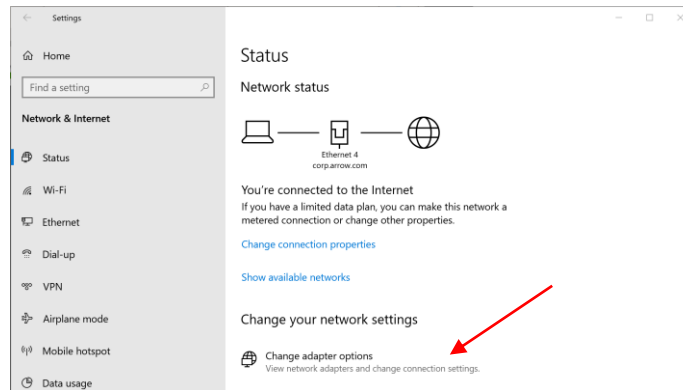 Settings
Home
Find a setting
Network & Internet
Status
Wi-Fi
Ethernet
Dial-up
VPN
Airplane mode
Mobile hotspot
Data usage
Status
Network status
Ethernet 4
corp.arrow.com
You're connected to the Internet
If you have a limited data plan, you can make this network a
metered connection or change other properties.
Change connection properties
Show available networks
Change your network settings
Change adapter options
View network adapters and change connection settings.